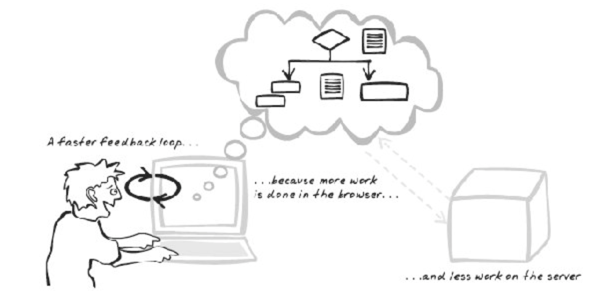 A faster feedback loop...
...because more work
is done in the browser...
...and less work on the server